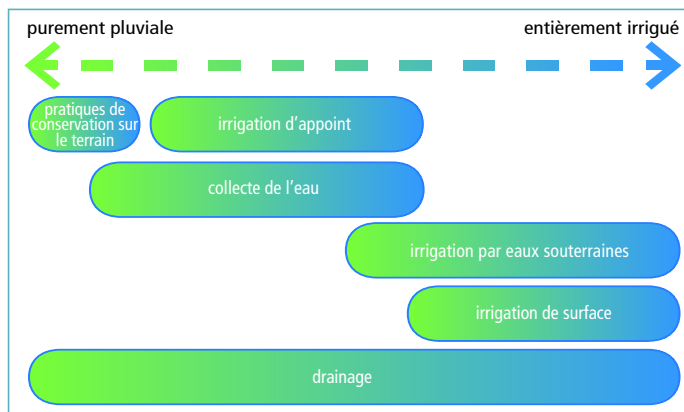 purement pluviale
entièrement irrigué
pratiques de
conservation sur
le terrain
irrigation d’appoint
collecte de l’eau
irrigation par eaux souterraines
irrigation de surface
drainage